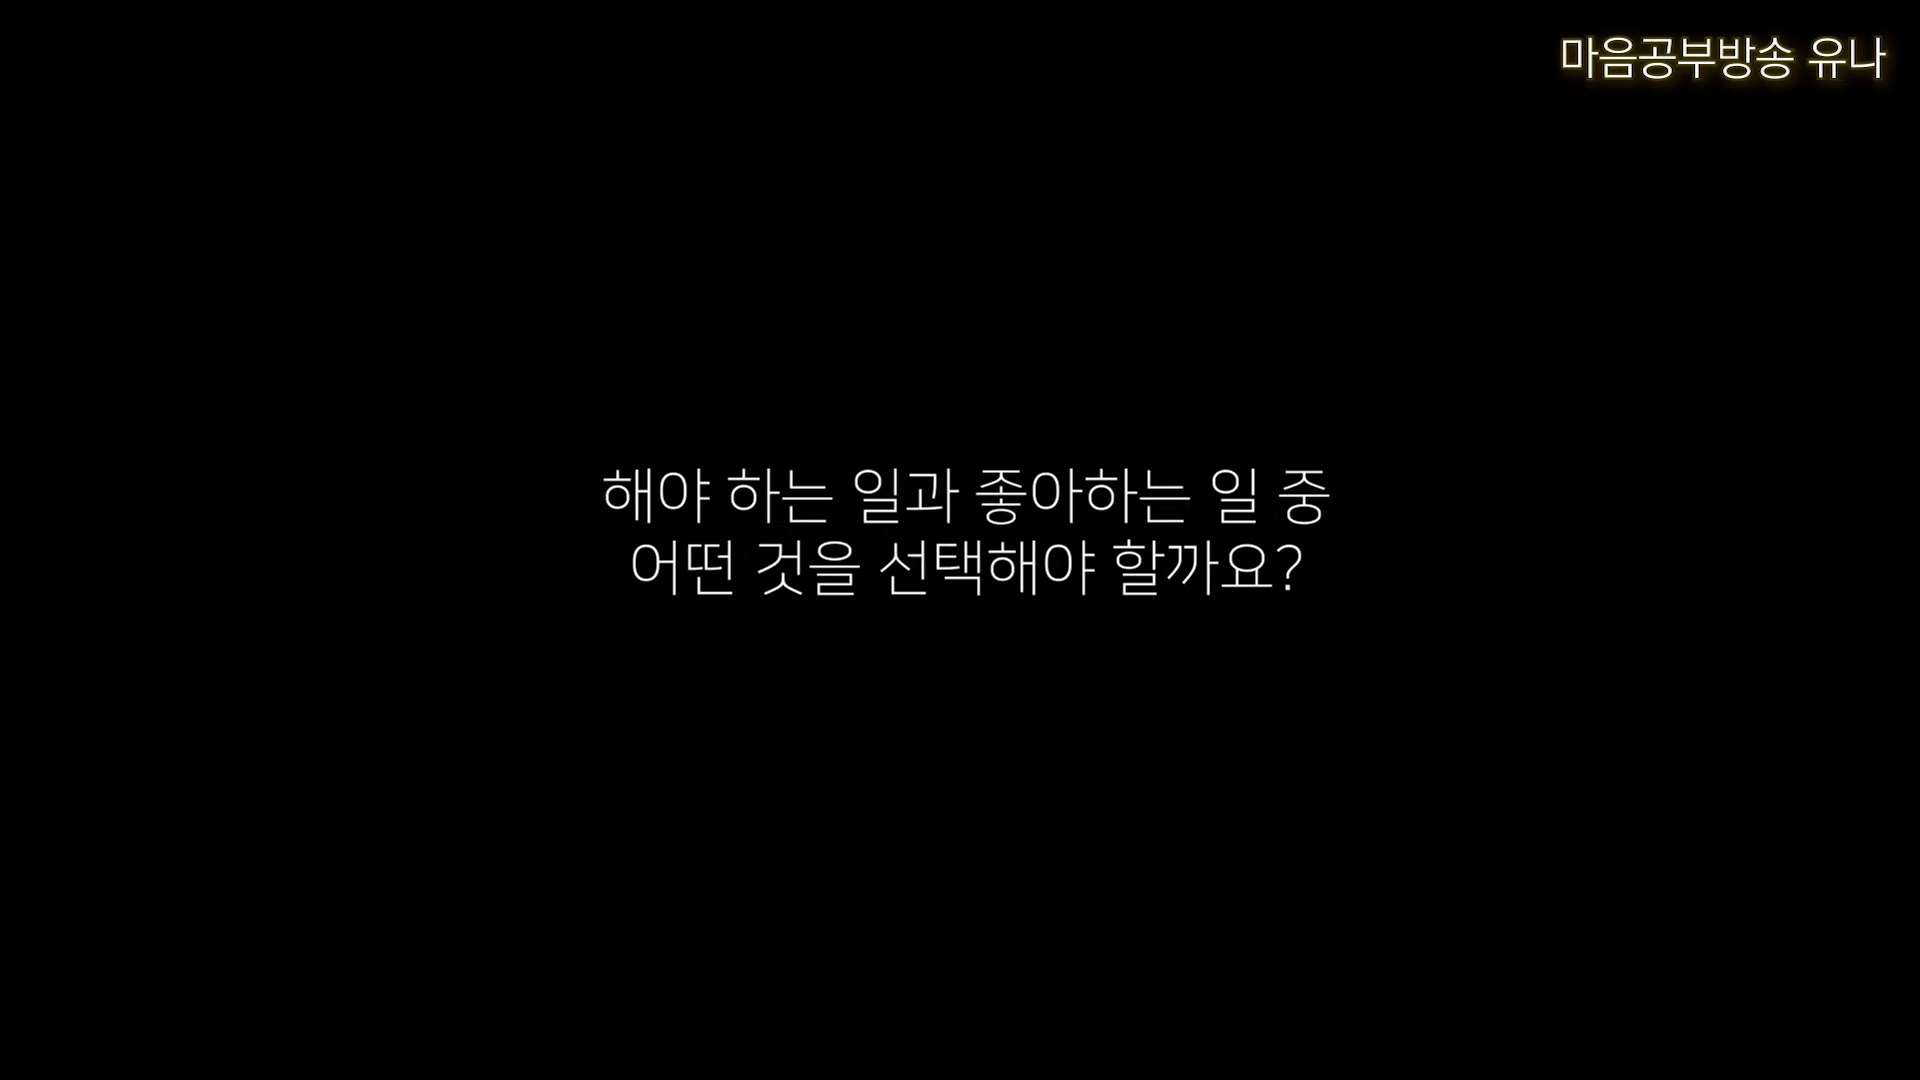 마음공부방송 유나
해야 하는 일과 좋아하는 일 중
어떤 것을 선택해야 할까요?